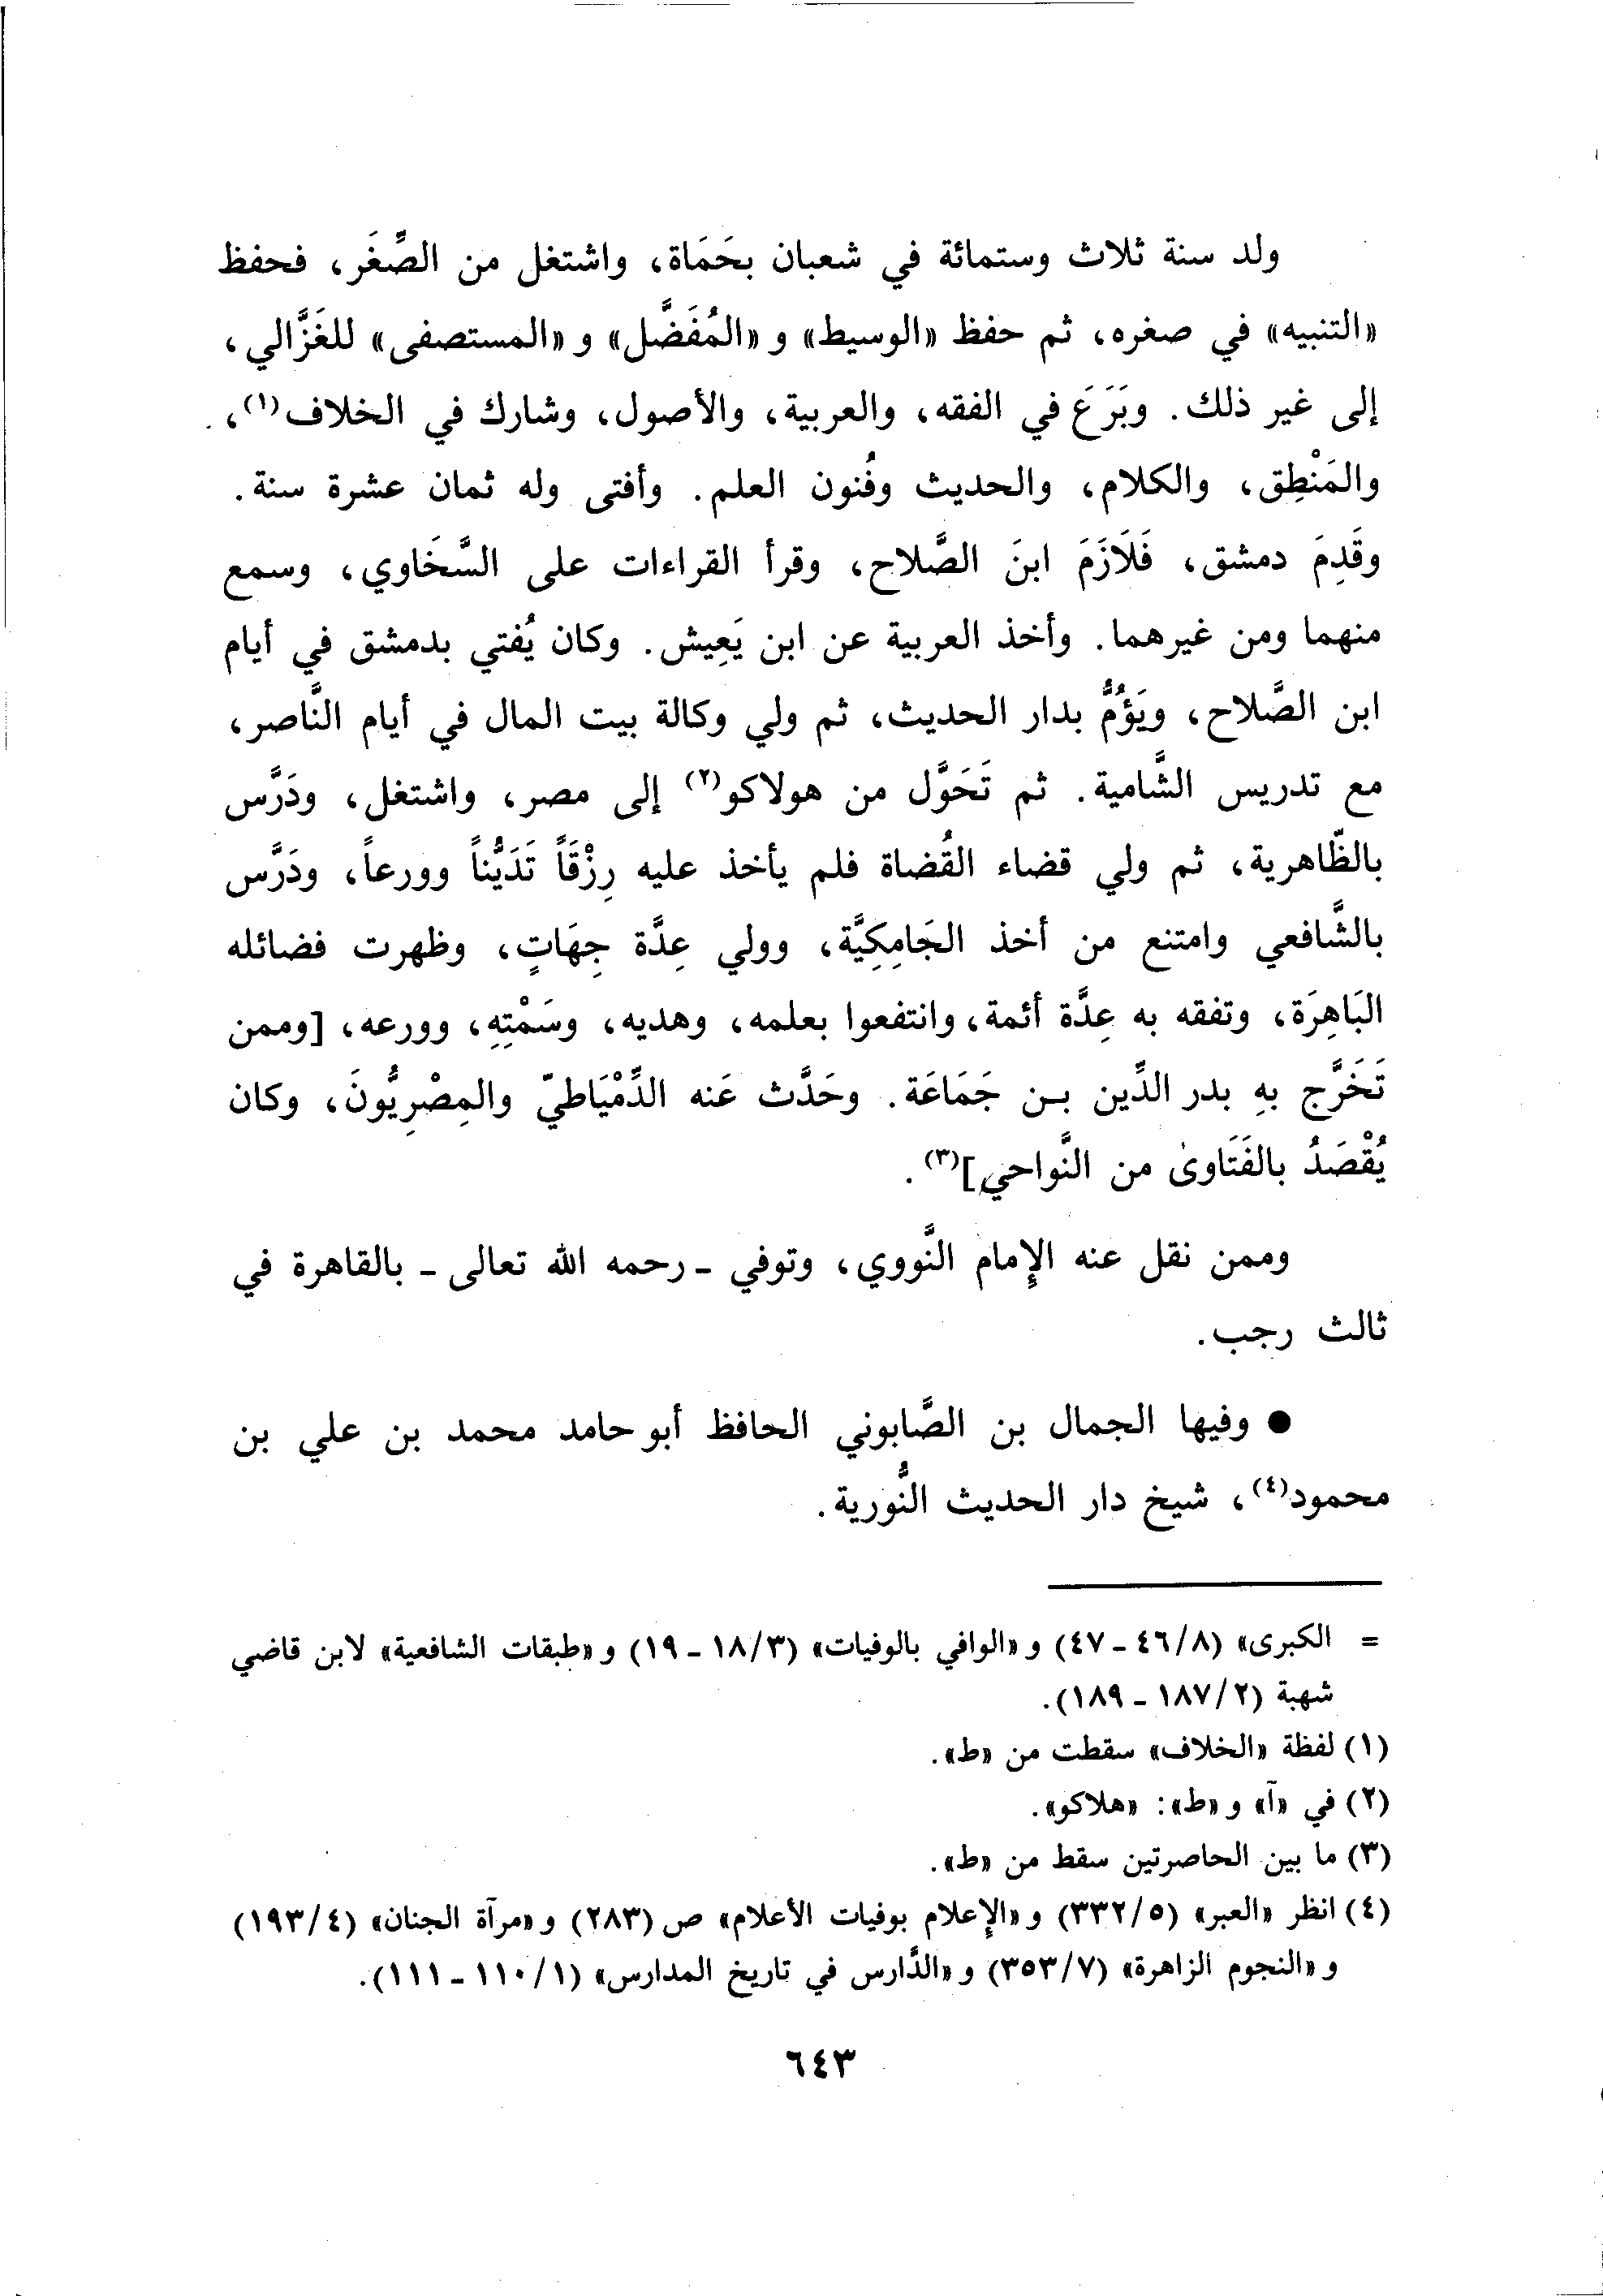 ولد سنة ثلاث وستمائة في شعبان بحَمَاة، واشتغل من الصِّغَر، فحفظ
«التنبيه» في صغره، ثم حفظ «الوسيط» و «المُفَضَّل» و «المستصفى» للغَزَّالي،
إلى غير ذلك. وبَرَعَ في الفقه، والعربية، والأصول، وشارك في الخلاف(١)،
والمَنْطِق، والكلام، والحديث وفُنون العلم. وأفتى وله ثمان عشرة سنة.
وقَدِمَ دمشق، فَلَازَمَ ابنَ الصَّلاح، وقرأ القراءات على السَّخَاوي، وسمع
منهما ومن غيرهما. وأخذ العربية عن ابن يَعِيش. وكان يُفتي بدمشق في أيام
ابن الصَّلاح، ويَؤُمُّ بدار الحديث، ثم ولي وكالة بيت المال في أيام النَّاصر،
مع تدريس الشَّامية. ثم تَحَوَّل من هولاكو(٢) إلى مصر، واشتغل، ودَرَّس
بالظّاهرية، ثم ولي قضاء القُضاة فلم يأخذ عليه رِزْقَاً تَدَيُّناً وورعاً، ودَرَّس
بالشَّافعي وامتنع من أخذ الجَامِكِيَّة، وولي عِدَّة جِهَاتٍ، وظهرت فضائله
البَاهِرَة، وتفقه به عِدَّة أئمة، وانتفعوا بعلمه، وهديه، وسَمْتِهِ، وورعه، [وممن
تَخَرَّج بهِ بدر الدِّين بن جَمَاعَة. وحَدَّث عَنه الدِّمْيَاطيّ والمِصْرِيُّونَ، وكان
يُقْصَدُ بالفَتَاوىٰ من النَّواحي](٣).
وممن نقل عنه الإِمام النَّووي، وتوفي ـ رحمه الله تعالى ـ بالقاهرة في
ثالث رجب.
● وفيها الجمال بن الصَّابوني الحافظ أبو حامد محمد بن علي بن
محمود(٤)، شيخ دار الحديث النُّورية.
= الكبرى» (٤٦/٨ ـ ٤٧) و «الوافي بالوفيات» (١٨/٣ ـ ١٩) و «طبقات الشافعية» لابن قاضي
شهبة (١٨٧/٢ ـ ١٨٩).
(١) لفظة «الخلاف» سقطت من «ط».
(٢) في «آ» و «ط»: «هلاكو».
(٣) ما بين الحاصرتين سقط من «ط».
(٤) انظر «العبر» (٣٣٢/٥) و «الإِعلام بوفيات الأعلام» ص (٢٨٣) و «مرآة الجنان» (١٩٣/٤)
و «النجوم الزاهرة» (٣٥٣/٧) و «الدَّارس في تاريخ المدارس» (١١٠/١ ـ ١١١).
٦٤٣